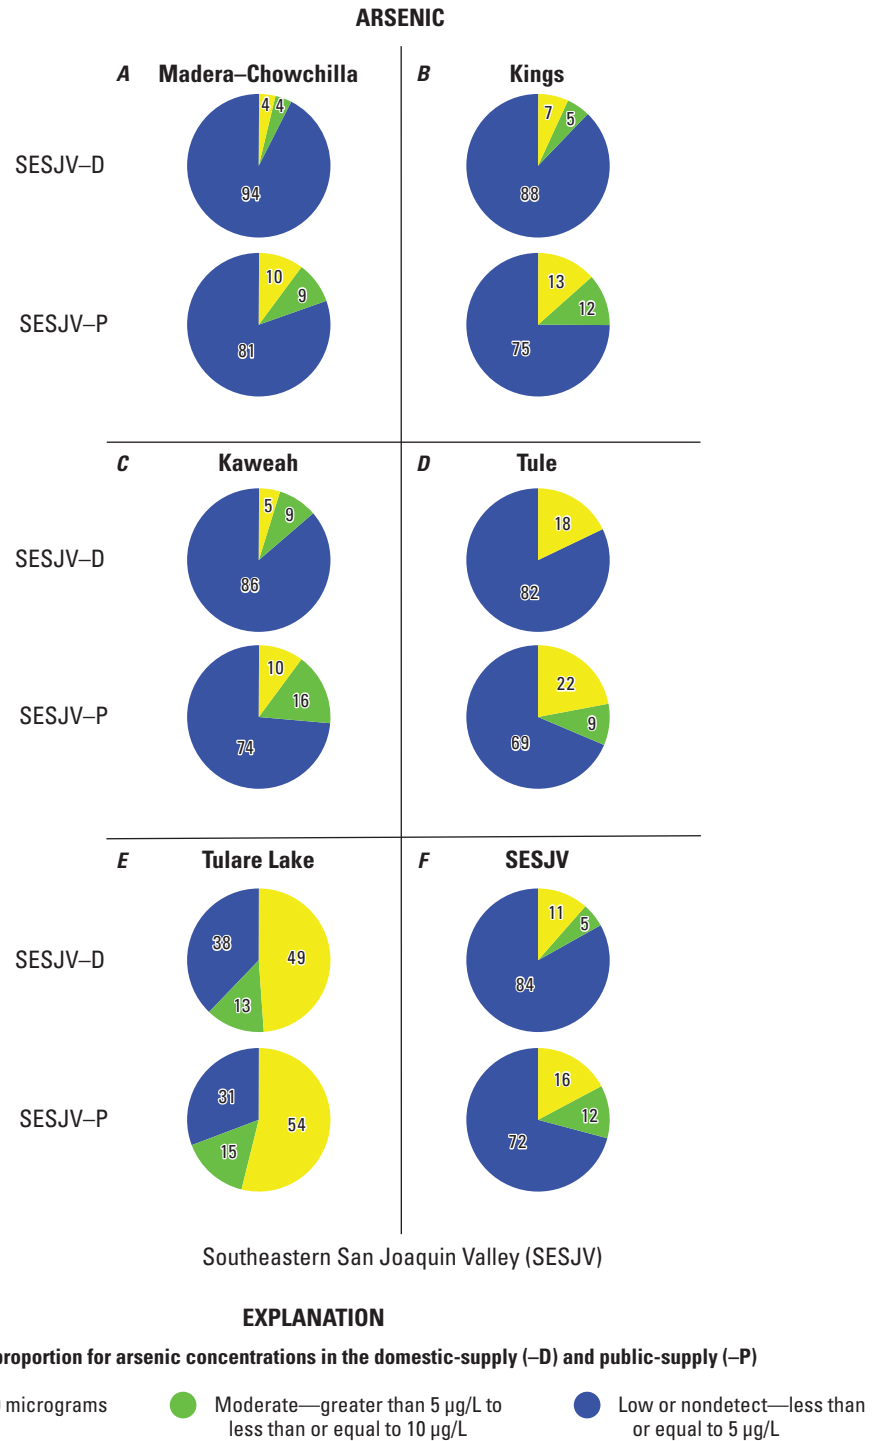 ARSENIC
A Madera–Chowchilla
B Kings
SESJV–D
4 4
94
7 5
88
SESJV–P
10 9
81
13 12
75
C Kaweah
D Tule
SESJV–D
5 9
86
18
82
SESJV–P
10 16
74
22 9
69
E Tulare Lake
F SESJV
SESJV–D
38 49
13
11 5
84
SESJV–P
31 54
15
16 12
72
Southeastern San Joaquin Valley (SESJV)
EXPLANATION
proportion for arsenic concentrations in the domestic-supply (–D) and public-supply (–P)
micrograms
Moderate—greater than 5 µg/L to
less than or equal to 10 µg/L
Low or nondetect—less than
or equal to 5 µg/L